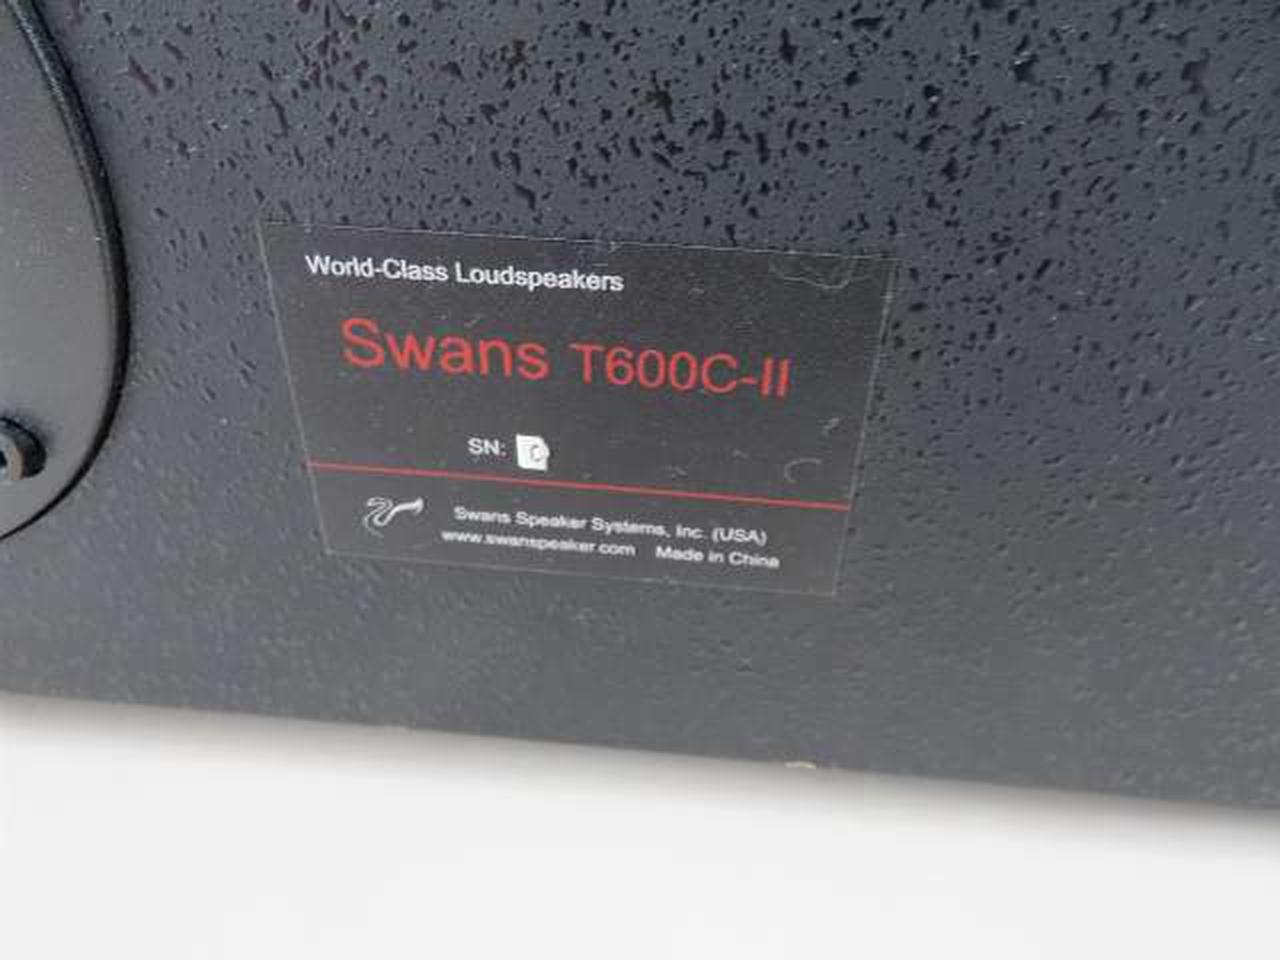 World-Class Loudspeakers
Swans T600C-II
SN:
Swans Speaker Systems, Inc. (USA)
www.swanspeaker.com Made in China